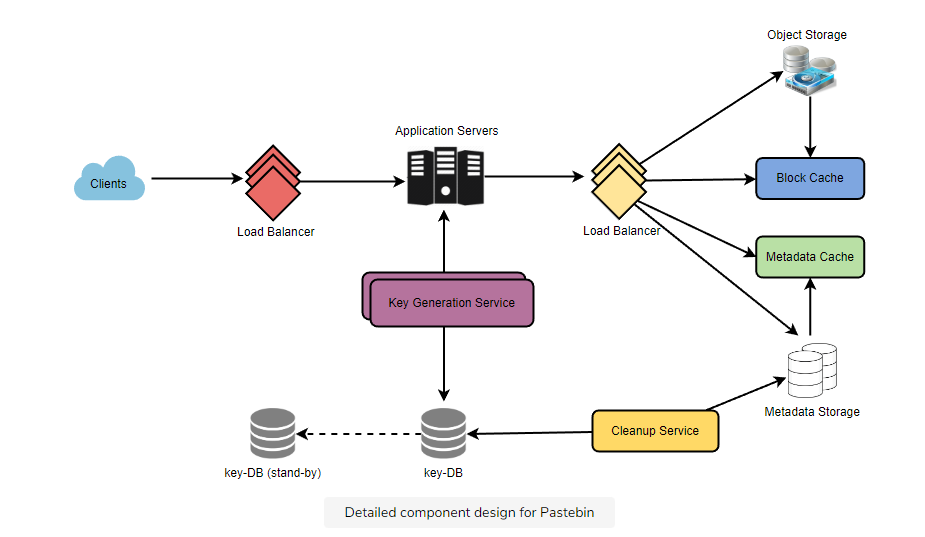 Object Storage
Application Servers
Clients
Block Cache
Load Balancer
Load Balancer
Metadata Cache
Key Generation Service
Metadata Storage
Cleanup Service
key-DB (stand-by)
key-DB
Detailed component design for Pastebin